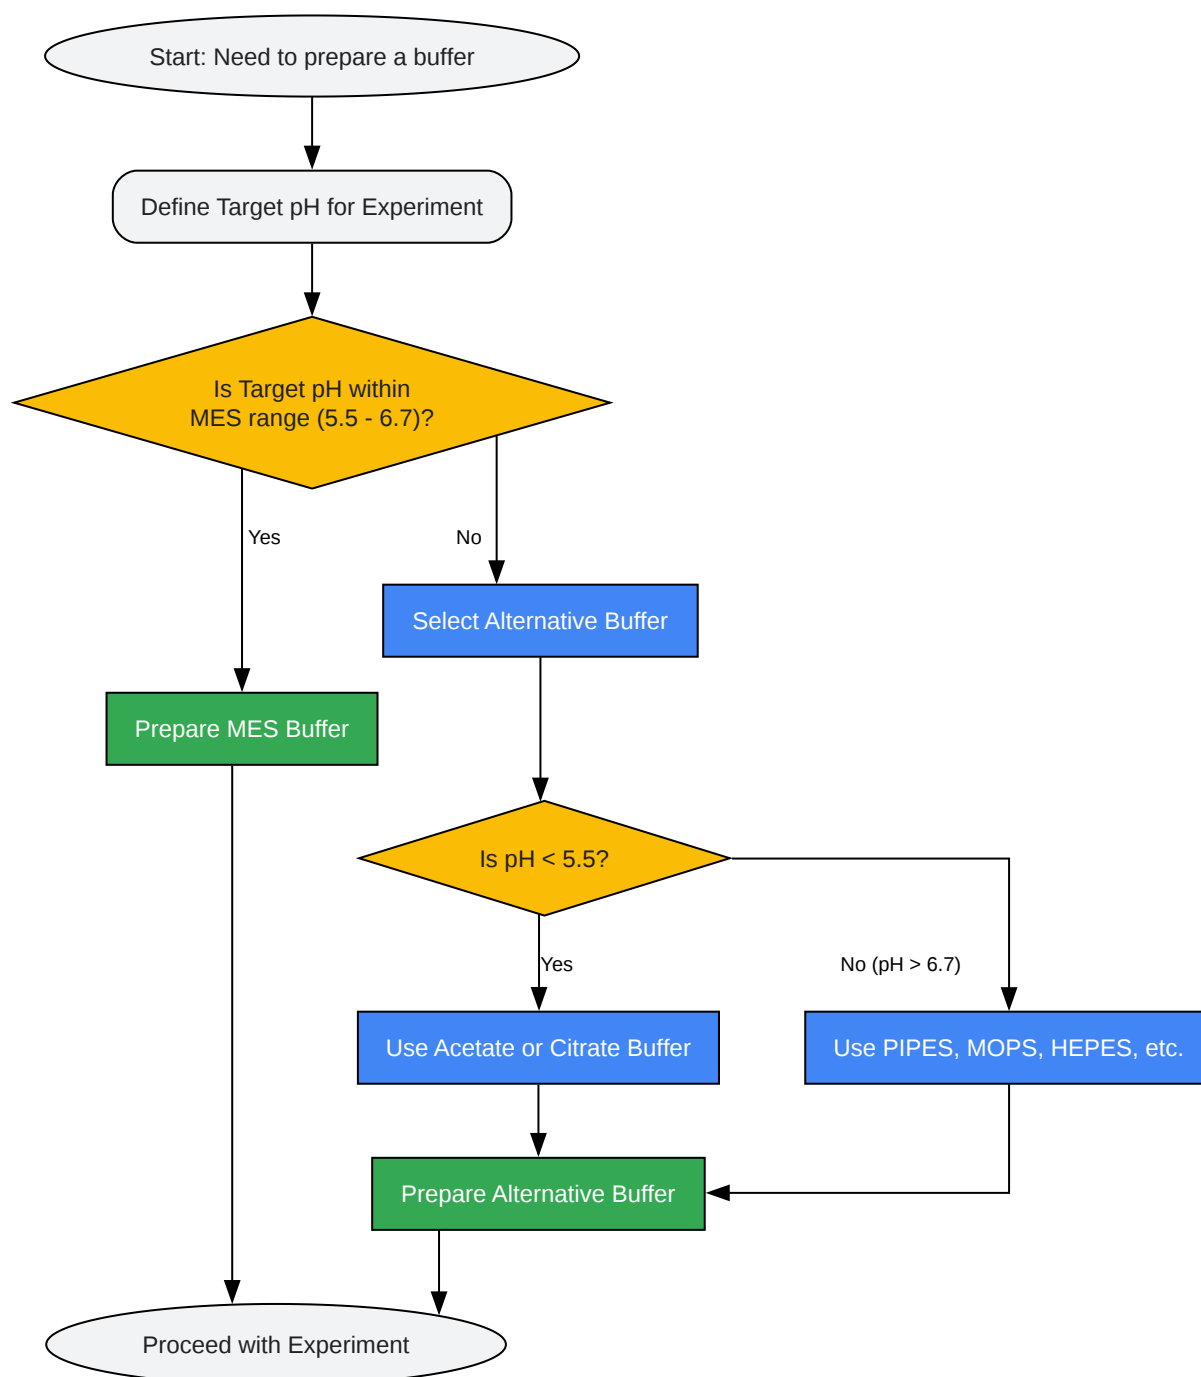 Start: Need to prepare a buffer
Define Target pH for Experiment
Is Target pH within
MES range (5.5 - 6.7)?
Yes
No
Select Alternative Buffer
Prepare MES Buffer
Is pH < 5.5?
Yes
No (pH > 6.7)
Use Acetate or Citrate Buffer
Use PIPES, MOPS, HEPES, etc.
Prepare Alternative Buffer
Proceed with Experiment